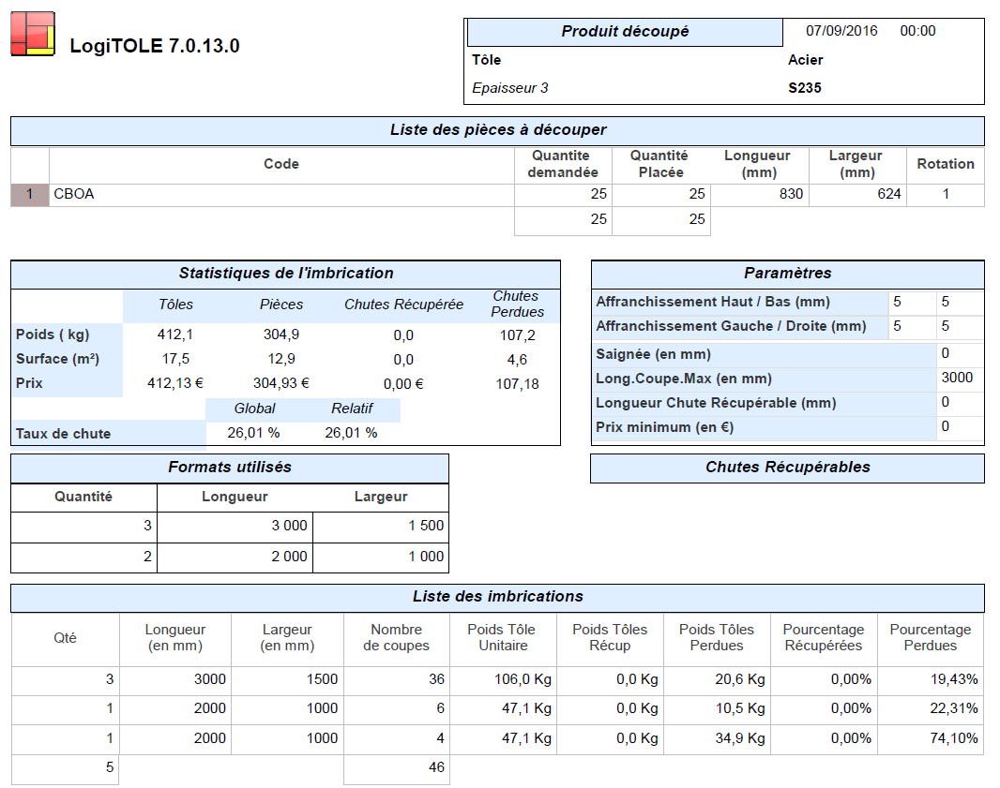 LogiTOLE 7.0.13.0
Produit découpé 07/09/2016 00:00
Tôle Acier
Epaisseur 3 S235
Liste des pièces à découper
Code Quantite demandée Quantité Placée Longueur (mm) Largeur (mm) Rotation
1 CBOA 25 25 830 624 1
25 25
Statistiques de l'imbrication
Tôles Pièces Chutes Récupérée Chutes Perdues
Poids ( kg) 412,1 304,9 0,0 107,2
Surface (m²) 17,5 12,9 0,0 4,6
Prix 412,13 € 304,93 € 0,00 € 107,18
Global Relatif
Taux de chute 26,01 % 26,01 %
Paramètres
Affranchissement Haut / Bas (mm) 5 5
Affranchissement Gauche / Droite (mm) 5 5
Saignée (en mm) 0
Long.Coupe.Max (en mm) 3000
Longueur Chute Récupérable (mm) 0
Prix minimum (en €) 0
Formats utilisés
Quantité Longueur Largeur
3 3 000 1 500
2 2 000 1 000
Chutes Récupérables
Liste des imbrications
Qté Longueur (en mm) Largeur (en mm) Nombre de coupes Poids Tôle Unitaire Poids Tôles Récup Poids Tôles Perdues Pourcentage Récupérées Pourcentage Perdues
3 3000 1500 36 106,0 Kg 0,0 Kg 20,6 Kg 0,00% 19,43%
1 2000 1000 6 47,1 Kg 0,0 Kg 10,5 Kg 0,00% 22,31%
1 2000 1000 4 47,1 Kg 0,0 Kg 34,9 Kg 0,00% 74,10%
5 46